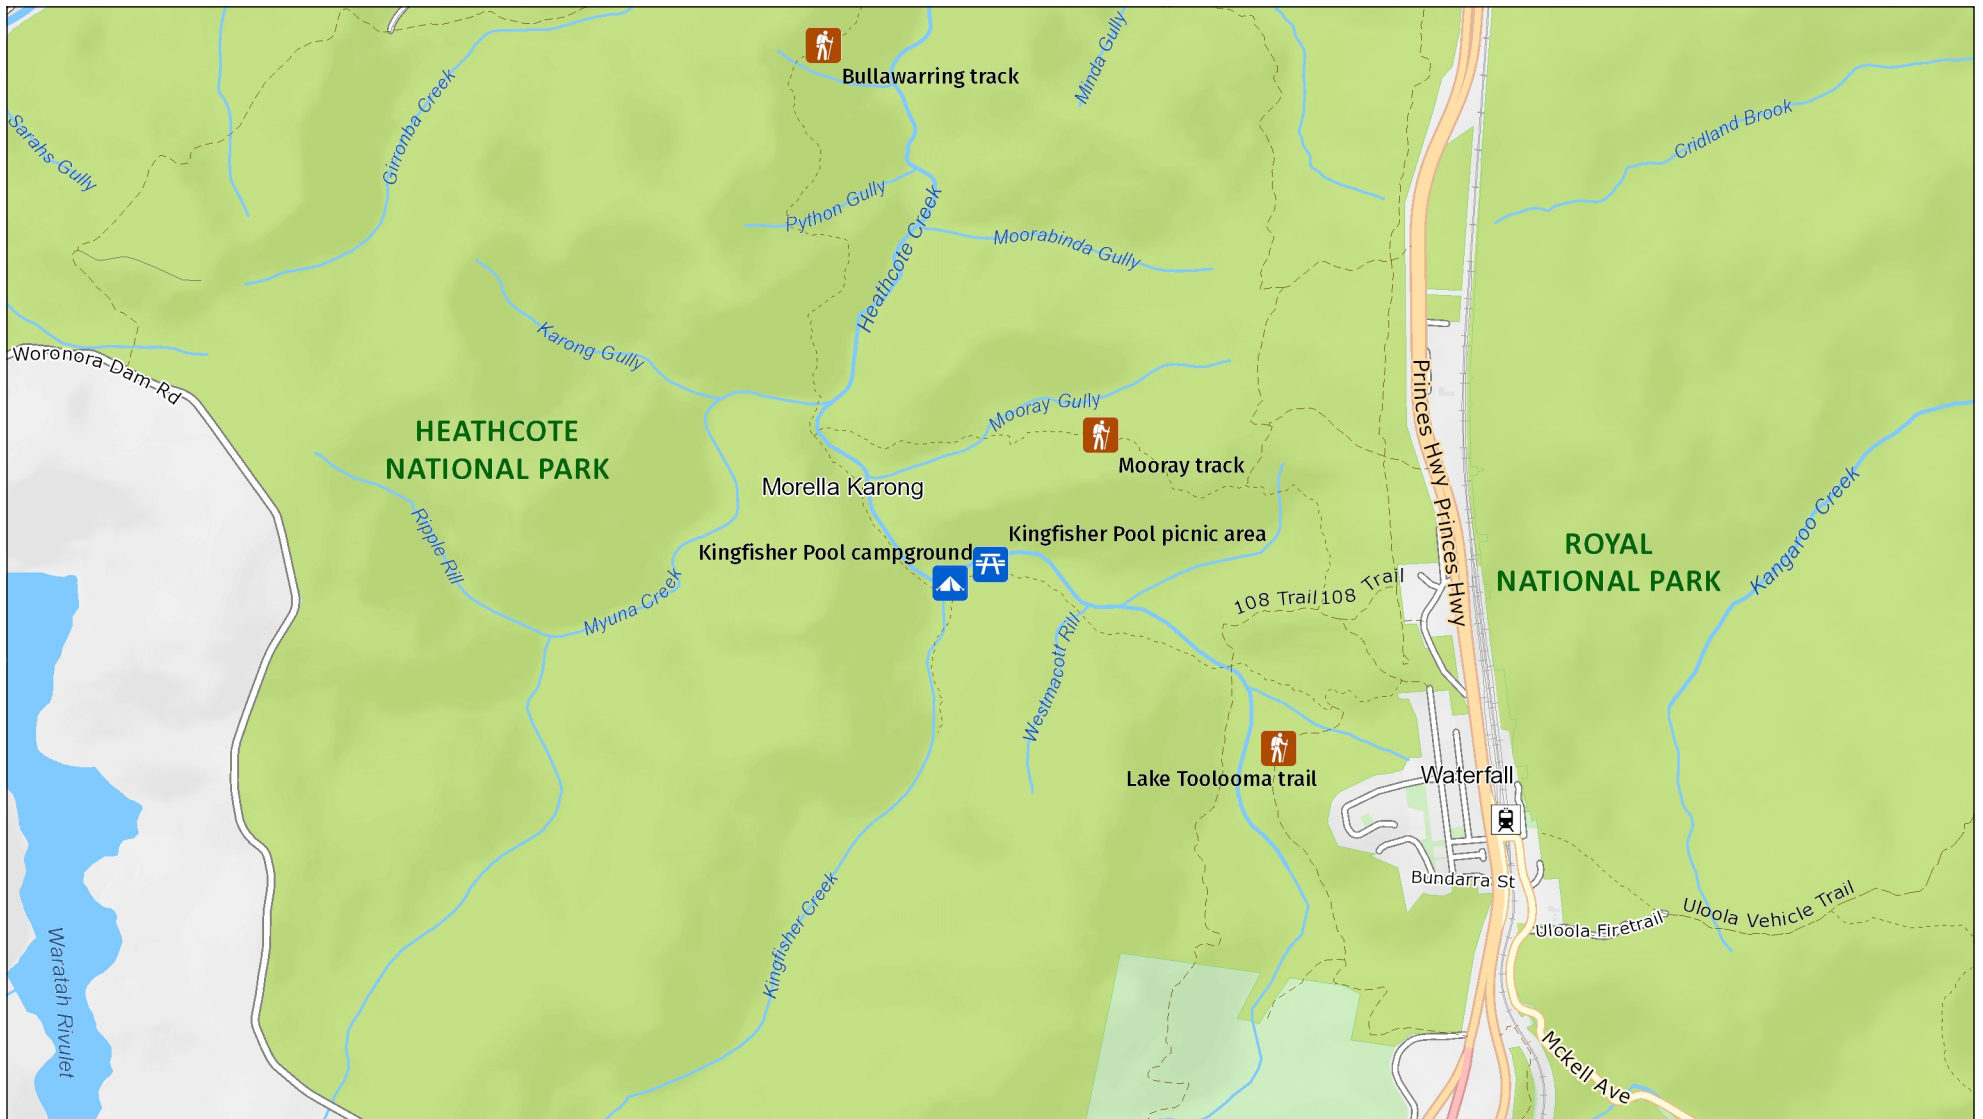 Bullawarring track
Minda Gully
Girronba Creek
Sarahs Gully
Cridland Brook
Python Gully
Heathcote Creek
Moorabinda Gully
Karong Gully
Woronora Dam Rd
Mooray Gully
Princes Hwy
Princes Hwy
HEATHCOTE
NATIONAL PARK
Mooray track
Morella Karong
Kangaroo Creek
Ripple Rill
Kingfisher Pool picnic area
Kingfisher Pool campground
ROYAL
NATIONAL PARK
108 Trail
108 Trail
Myuna Creek
Westmacott Rill
Lake Toolooma trail
Waterfall
Bundarra St
Uloola Firetrail
Uloola Vehicle Trail
Kingfisher Creek
Waratah Rivulet
Mckell Ave